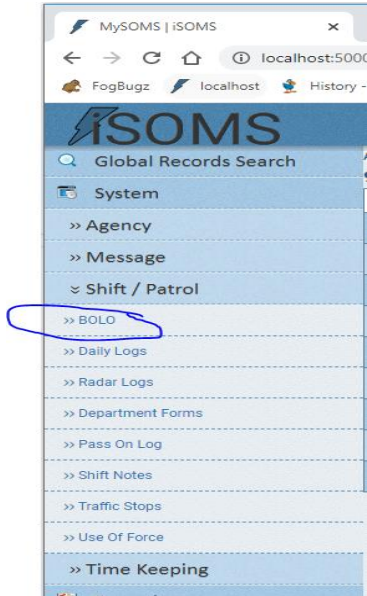 MySOMS | iSOMS
localhost:5000
FogBugz localhost History -
iSOMS
Global Records Search
System
» Agency
» Message
Shift / Patrol
» BOLO
» Daily Logs
» Radar Logs
» Department Forms
» Pass On Log
» Shift Notes
» Traffic Stops
» Use Of Force
» Time Keeping